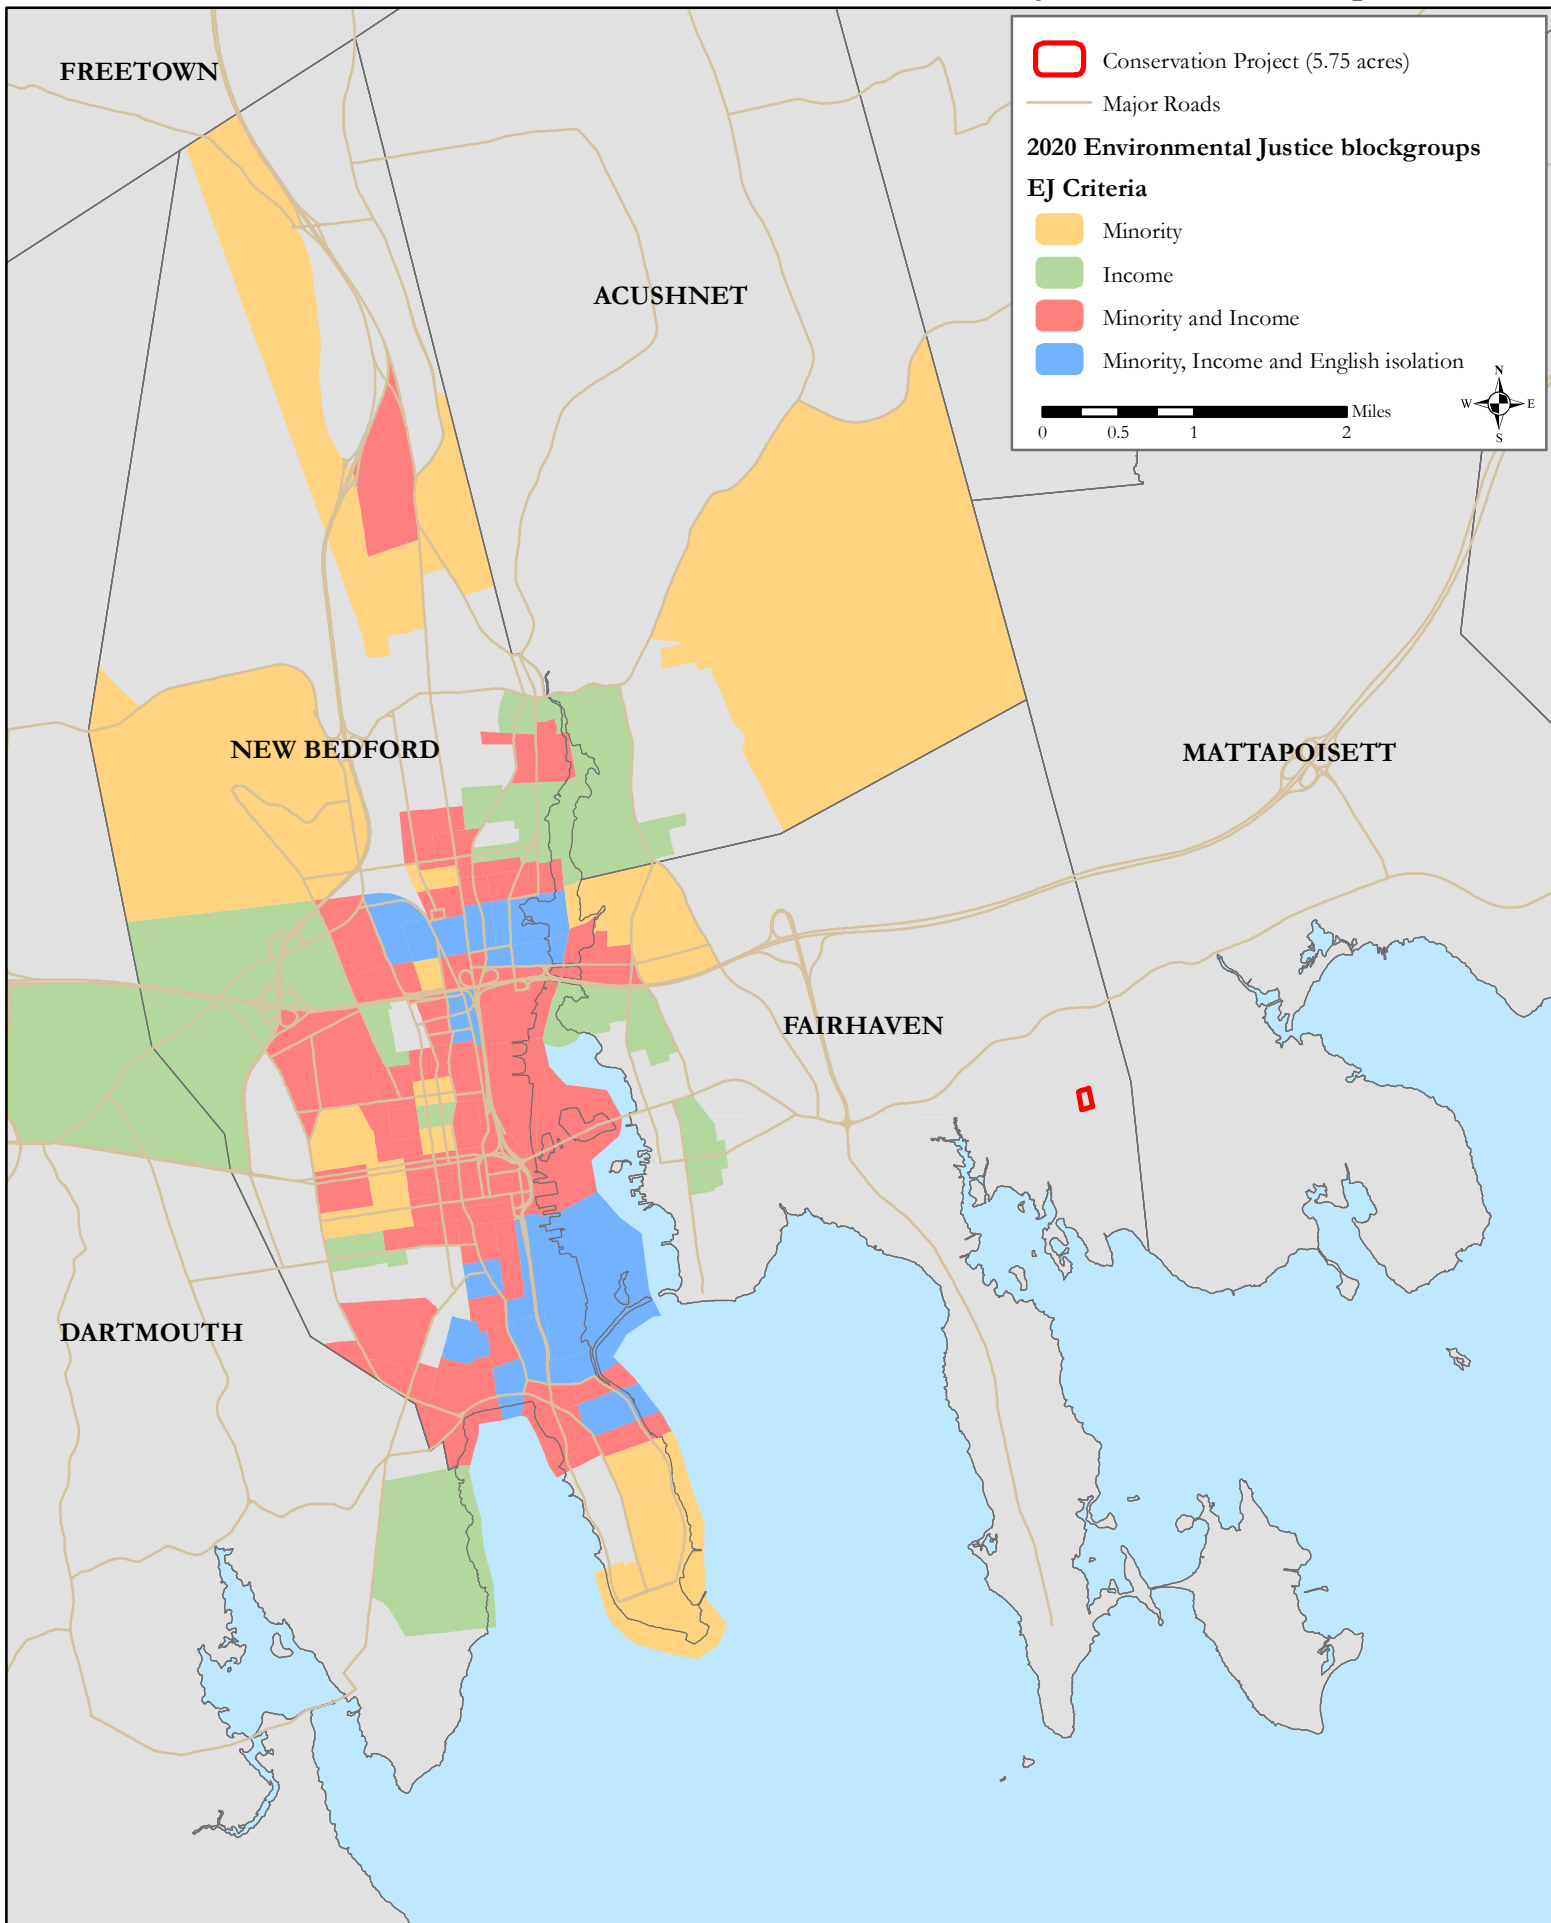 Conservation Project (5.75 acres)
Major Roads
2020 Environmental Justice blockgroups
EJ Criteria
Minority
Income
Minority and Income
Minority, Income and English isolation
Miles
0 0.5 1 2
N
W E
S
FREETOWN
ACUSHNET
NEW BEDFORD
MATTAPOISETT
FAIRHAVEN
DARTMOUTH